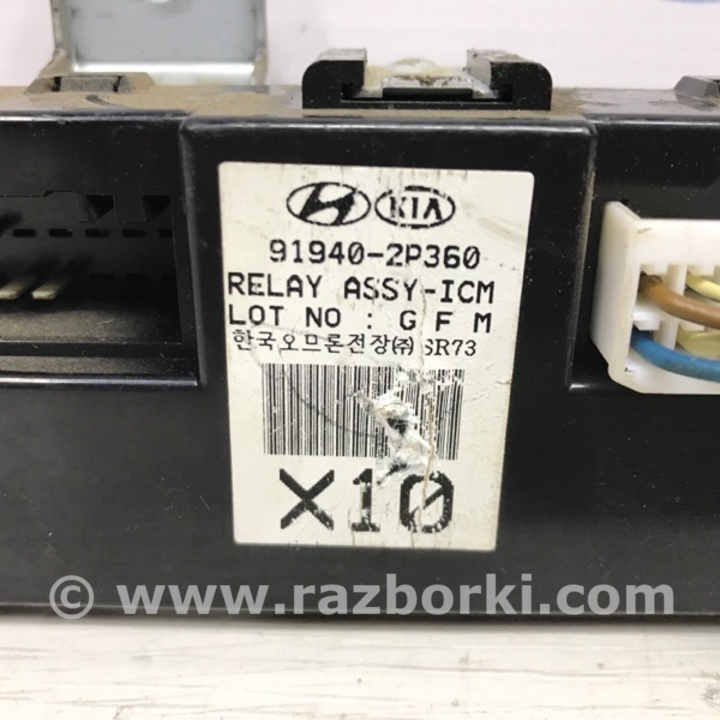 KIA
91940-2P360
RELAY ASSY-ICM
LOT NO : G F M
한국오므론전장㈜ SR73
X10
© www.razborki.com